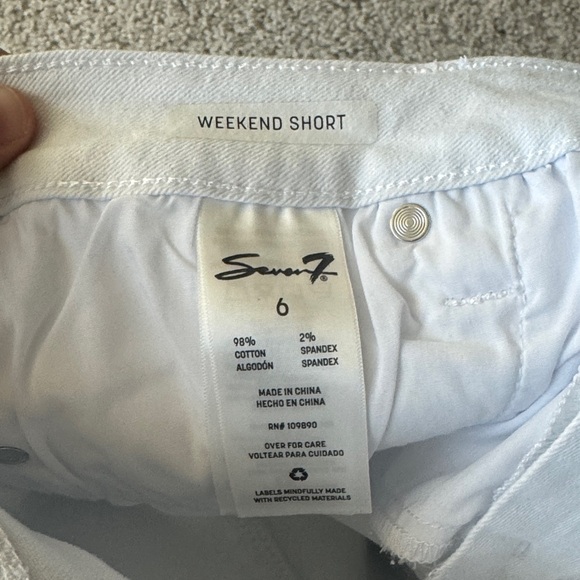 WEEKEND SHORT
Seven7®
6
98% 2%
COTTON SPANDEX
ALGODÓN SPANDEX
MADE IN CHINA
HECHO EN CHINA
RN# 109890
OVER FOR CARE
VOLTEAR PARA CUIDADO
LABELS MINDFULLY MADE
WITH RECYCLED MATERIALS